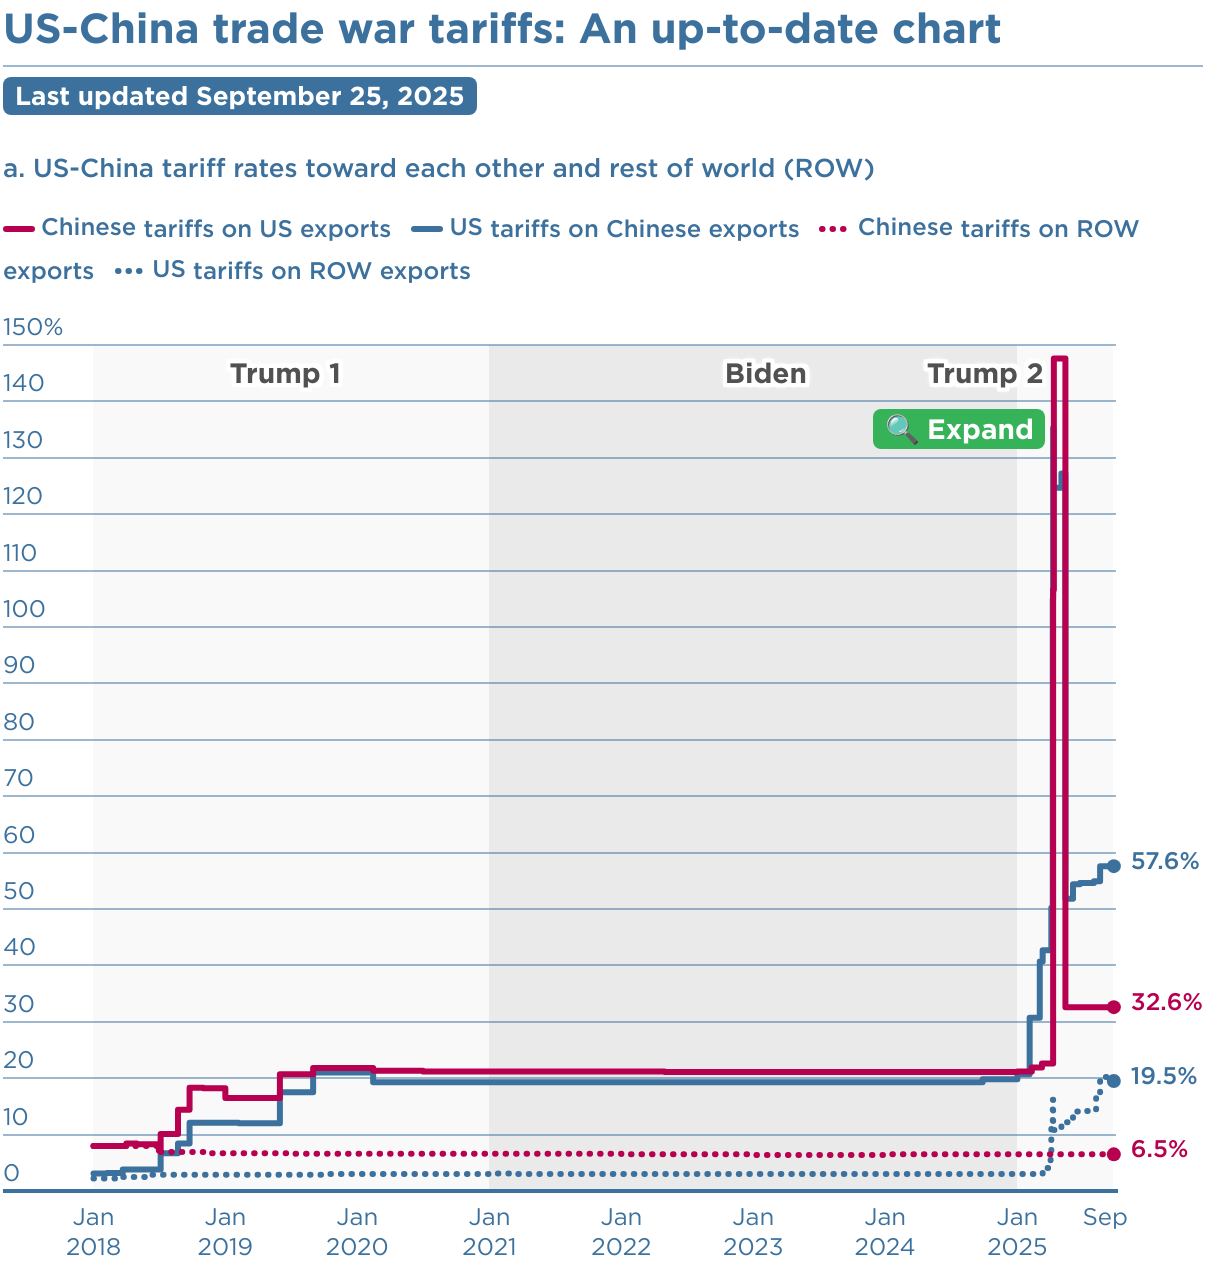 US-China trade war tariffs: An up-to-date chart
Last updated September 25, 2025
a. US-China tariff rates toward each other and rest of world (ROW)
Chinese tariffs on US exports US tariffs on Chinese exports Chinese tariffs on ROW
exports US tariffs on ROW exports
150%
Trump 1 Biden Trump 2
140
Expand
130
120
110
100
90
80
70
60
57.6%
50
40
30
32.6%
20
19.5%
10
6.5%
0
Jan Jan Jan Jan Jan Jan Jan Jan Sep
2018 2019 2020 2021 2022 2023 2024 2025